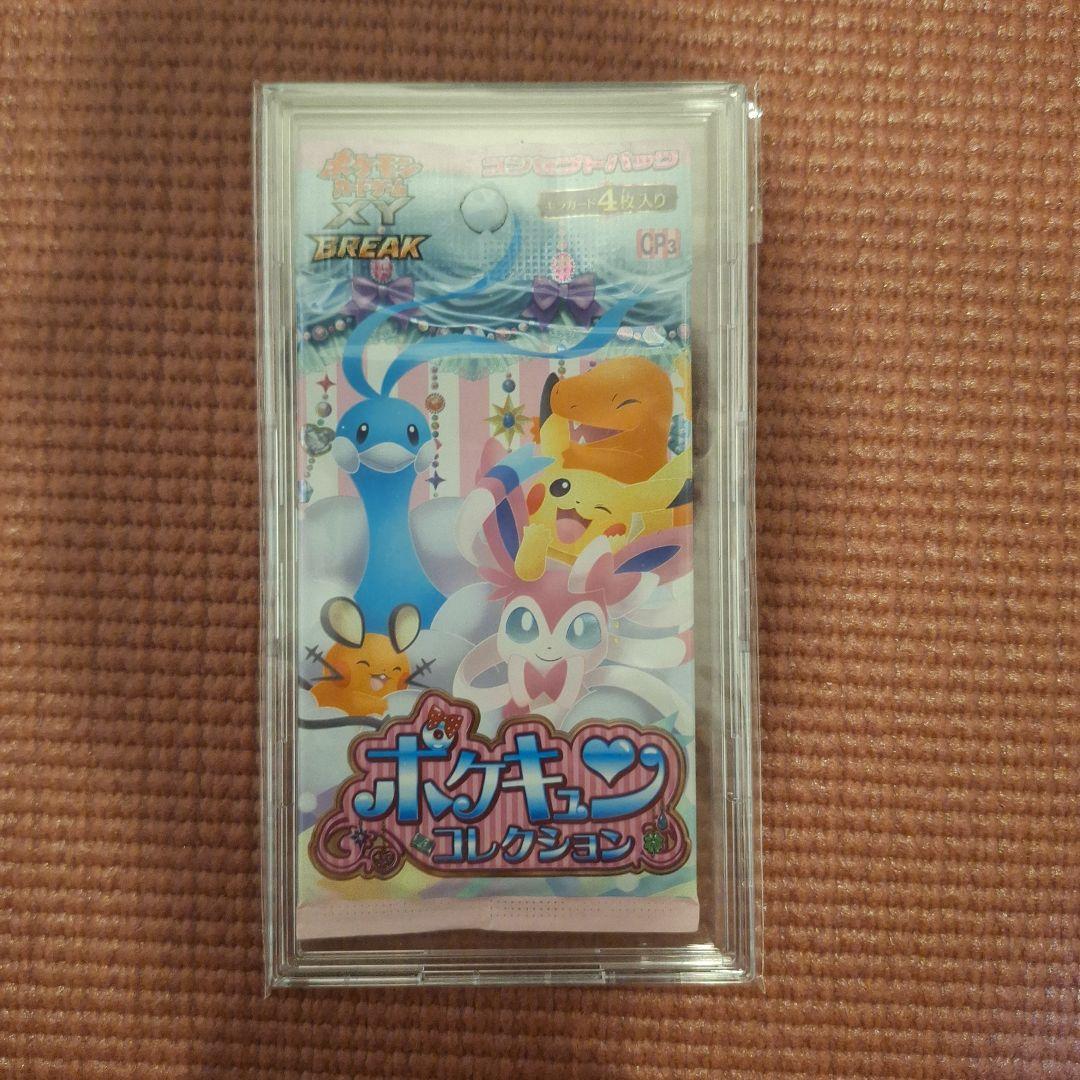 ポケモン
カードゲーム
XY
BREAK
コンセプトパック
カード4枚入り
CP3
ポケキュン
コレクション